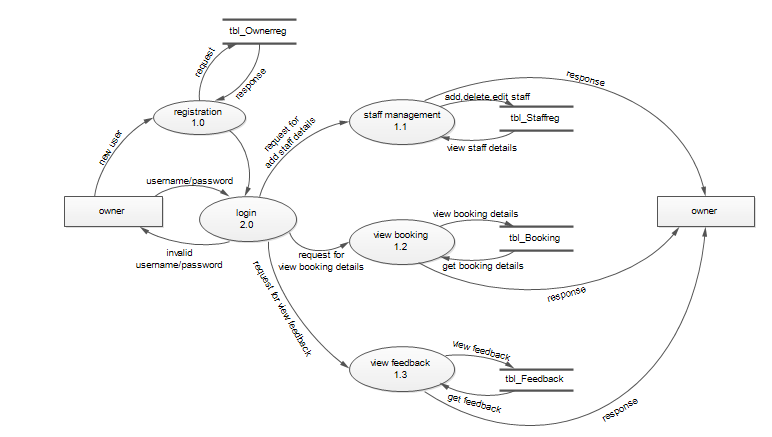 tbl_Ownerreg
request
response
registration
1.0
new user
owner
username/password
login
2.0
invalid
username/password
request for
add staff details
staff management
1.1
add,delete,edit staff
tbl_Staffreg
view staff details
response
owner
request for
view booking details
view booking
1.2
view booking details
tbl_Booking
get booking details
response
request for view feedback
view feedback
1.3
view feedback
tbl_Feedback
get feedback
response